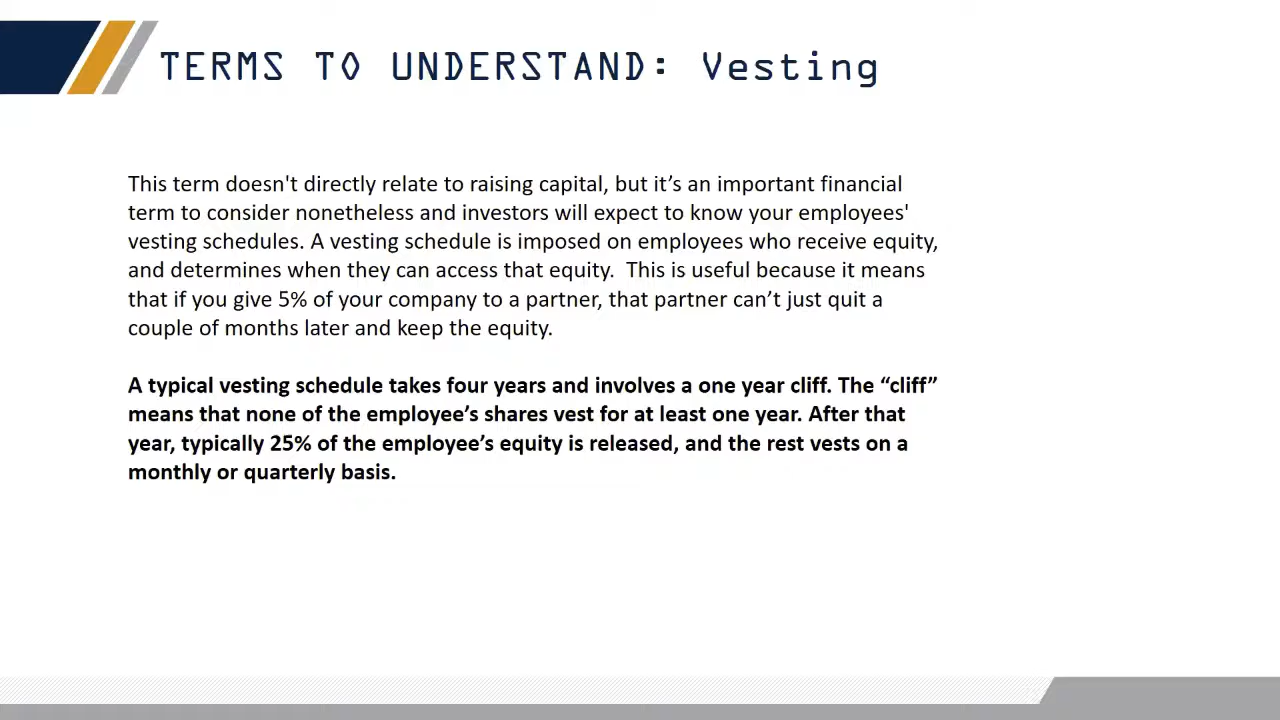 TERMS TO UNDERSTAND: Vesting
This term doesn't directly relate to raising capital, but it’s an important financial
term to consider nonetheless and investors will expect to know your employees'
vesting schedules. A vesting schedule is imposed on employees who receive equity,
and determines when they can access that equity.  This is useful because it means
that if you give 5% of your company to a partner, that partner can’t just quit a
couple of months later and keep the equity.
A typical vesting schedule takes four years and involves a one year cliff. The “cliff”
means that none of the employee’s shares vest for at least one year. After that
year, typically 25% of the employee’s equity is released, and the rest vests on a
monthly or quarterly basis.